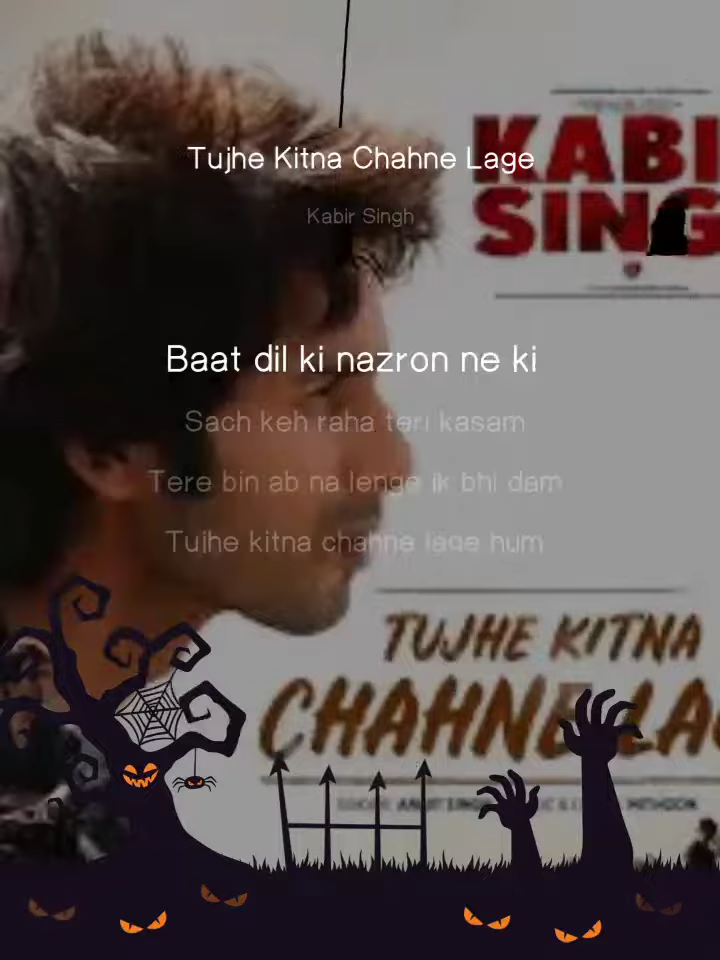 Tujhe Kitna Chahne Lage
Kabir Singh
KABI
SING
Baat dil ki nazron ne ki
Sach keh raha teri kasam
Tere bin ab na lenge ik bhi dam
Tujhe kitna chahne lage hum
TUJHE KITNA
CHAHNE LA